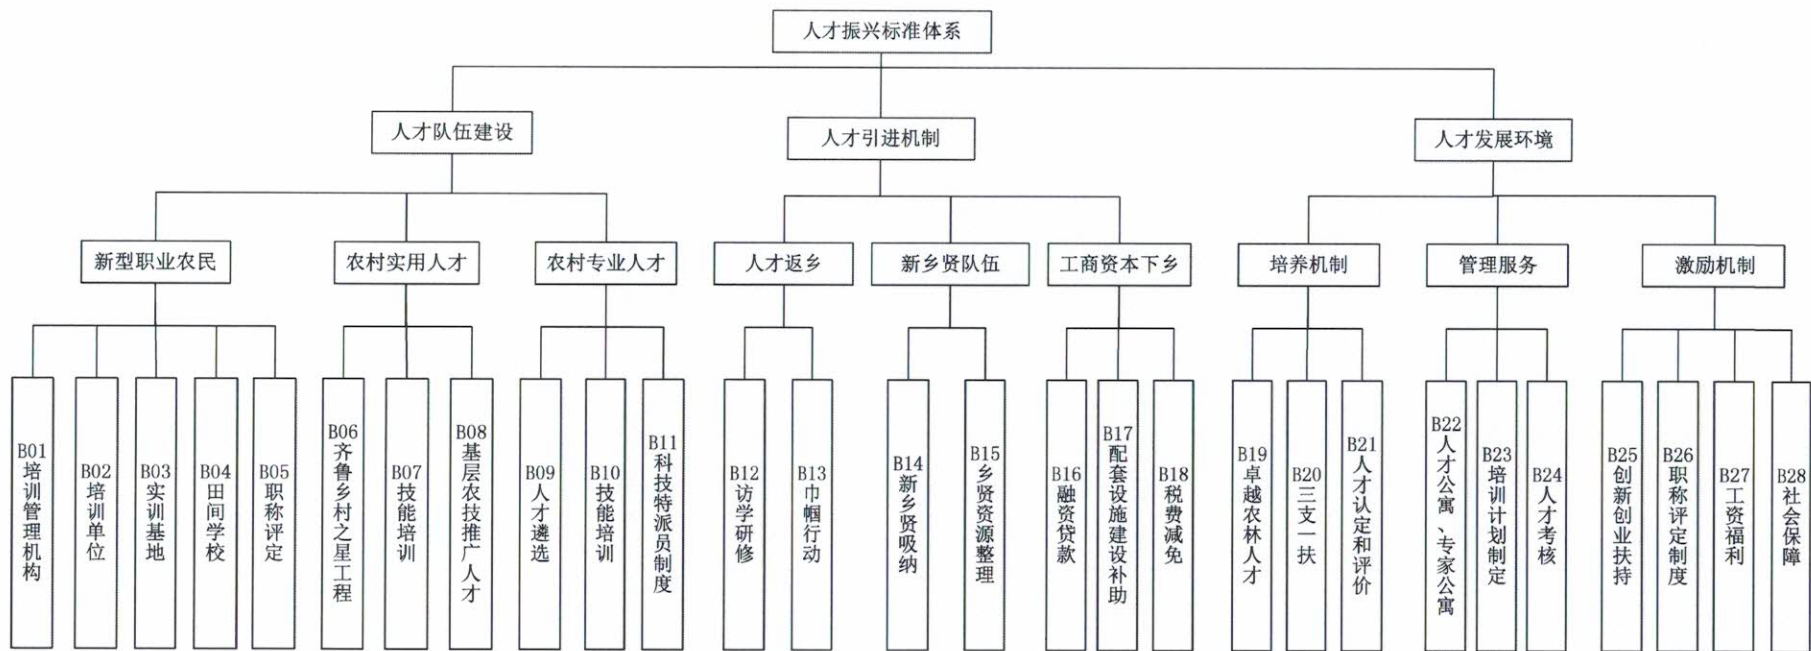 人才振兴标准体系
人才队伍建设
人才引进机制
人才发展环境
新型职业农民
农村实用人才
农村专业人才
人才返乡
新乡贤队伍
工商资本下乡
培养机制
管理服务
激励机制
B01培训管理机构
B02培训单位
B03实训基地
B04田间学校
B05职称评定
B06齐鲁乡村之星工程
B07技能培训
B08基层农技推广人才
B09人才遴选
B10技能培训
B11科技特派员制度
B12访学研修
B13巾帼行动
B14新乡贤吸纳
B15乡贤资源整理
B16融资贷款
B17配套设施建设补助
B18税费减免
B19卓越农林人才
B20三支一扶
B21人才认定和评价
B22人才公寓、专家公寓
B23培训计划制定
B24人才考核
B25创新创业扶持
B26职称评定制度
B27工资福利
B28社会保障